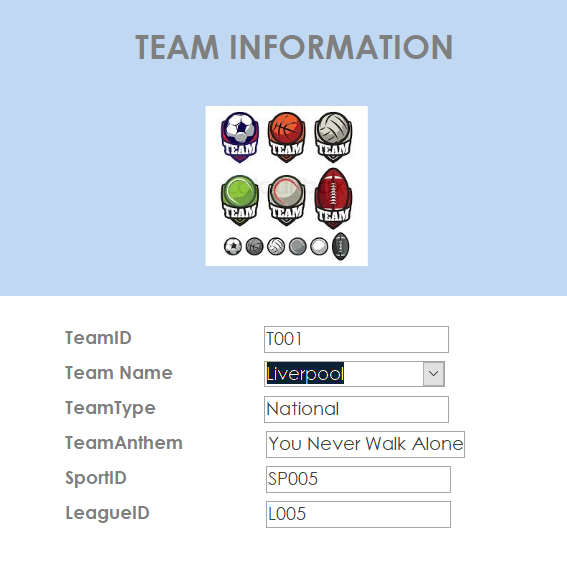 TEAM INFORMATION
TEAM TEAM TEAM
TEAM TEAM TEAM
TeamID T001
Team Name Liverpool
TeamType National
TeamAnthem You Never Walk Alone
SportID SP005
LeagueID L005